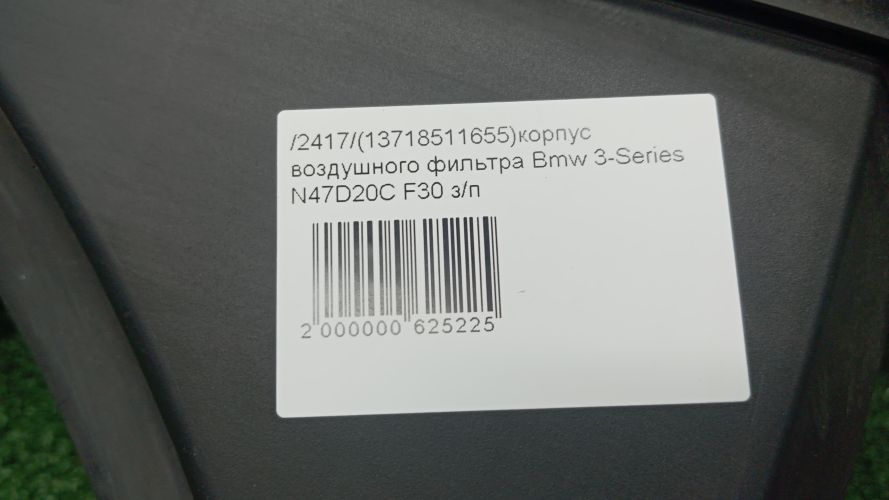 /2417/(13718511655)корпус
воздушного фильтра Bmw 3-Series
N47D20C F30 з/п
2 000000 625225